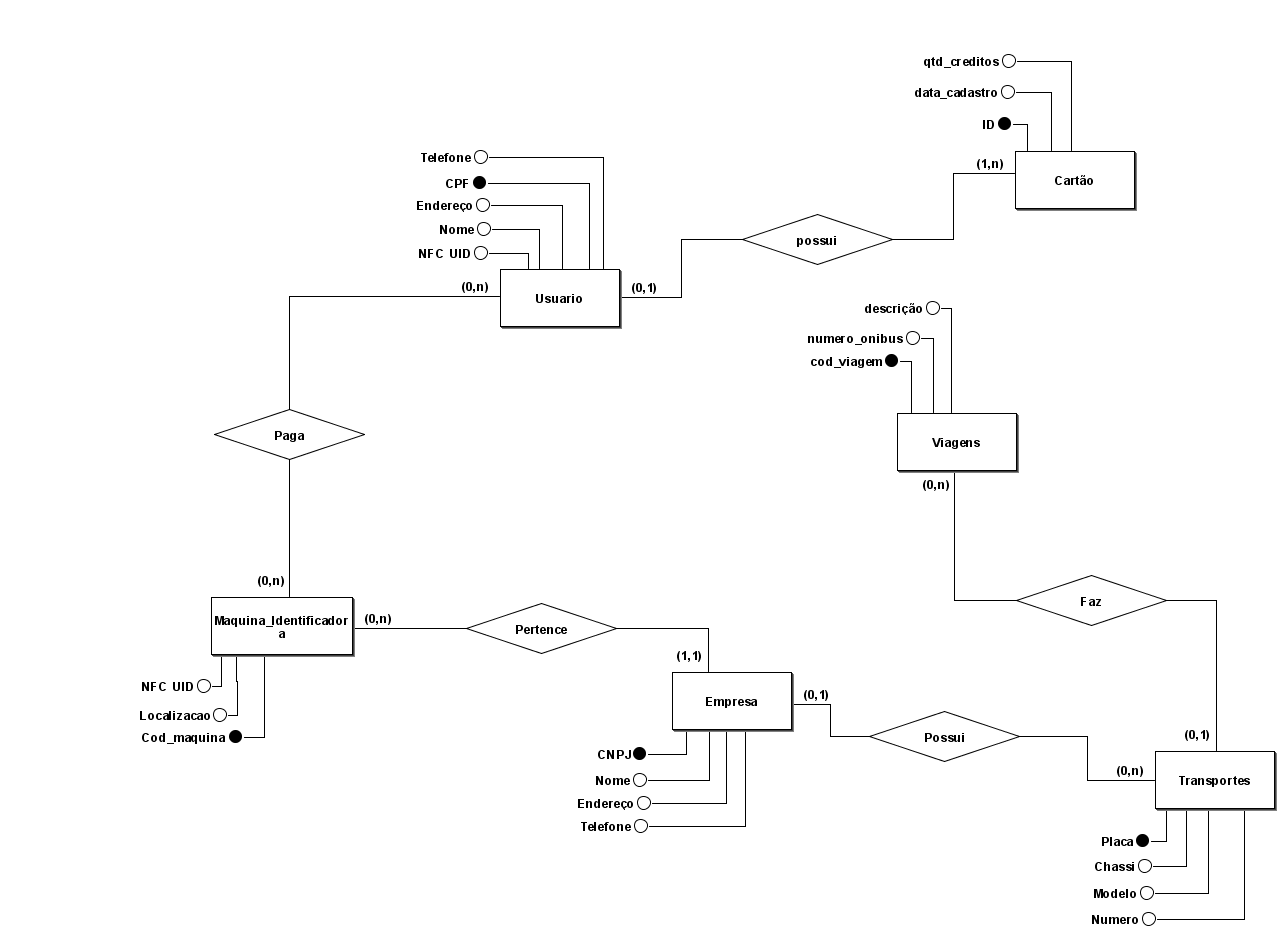 qtd_creditos
data_cadastro
ID
(1,n)
Cartão
Telefone
CPF
Endereço
Nome
NFC UID
(0,n)
Usuario
(0,1)
possui
descrição
numero_onibus
cod_viagem
Viagens
(0,n)
Paga
(0,n)
Maquina_Identificador
a
(0,n)
Pertence
(1,1)
Faz
NFC UID
Localizacao
Cod_maquina
Empresa
(0,1)
Possui
(0,1)
(0,n)
Transportes
CNPJ
Nome
Endereço
Telefone
Placa
Chassi
Modelo
Numero